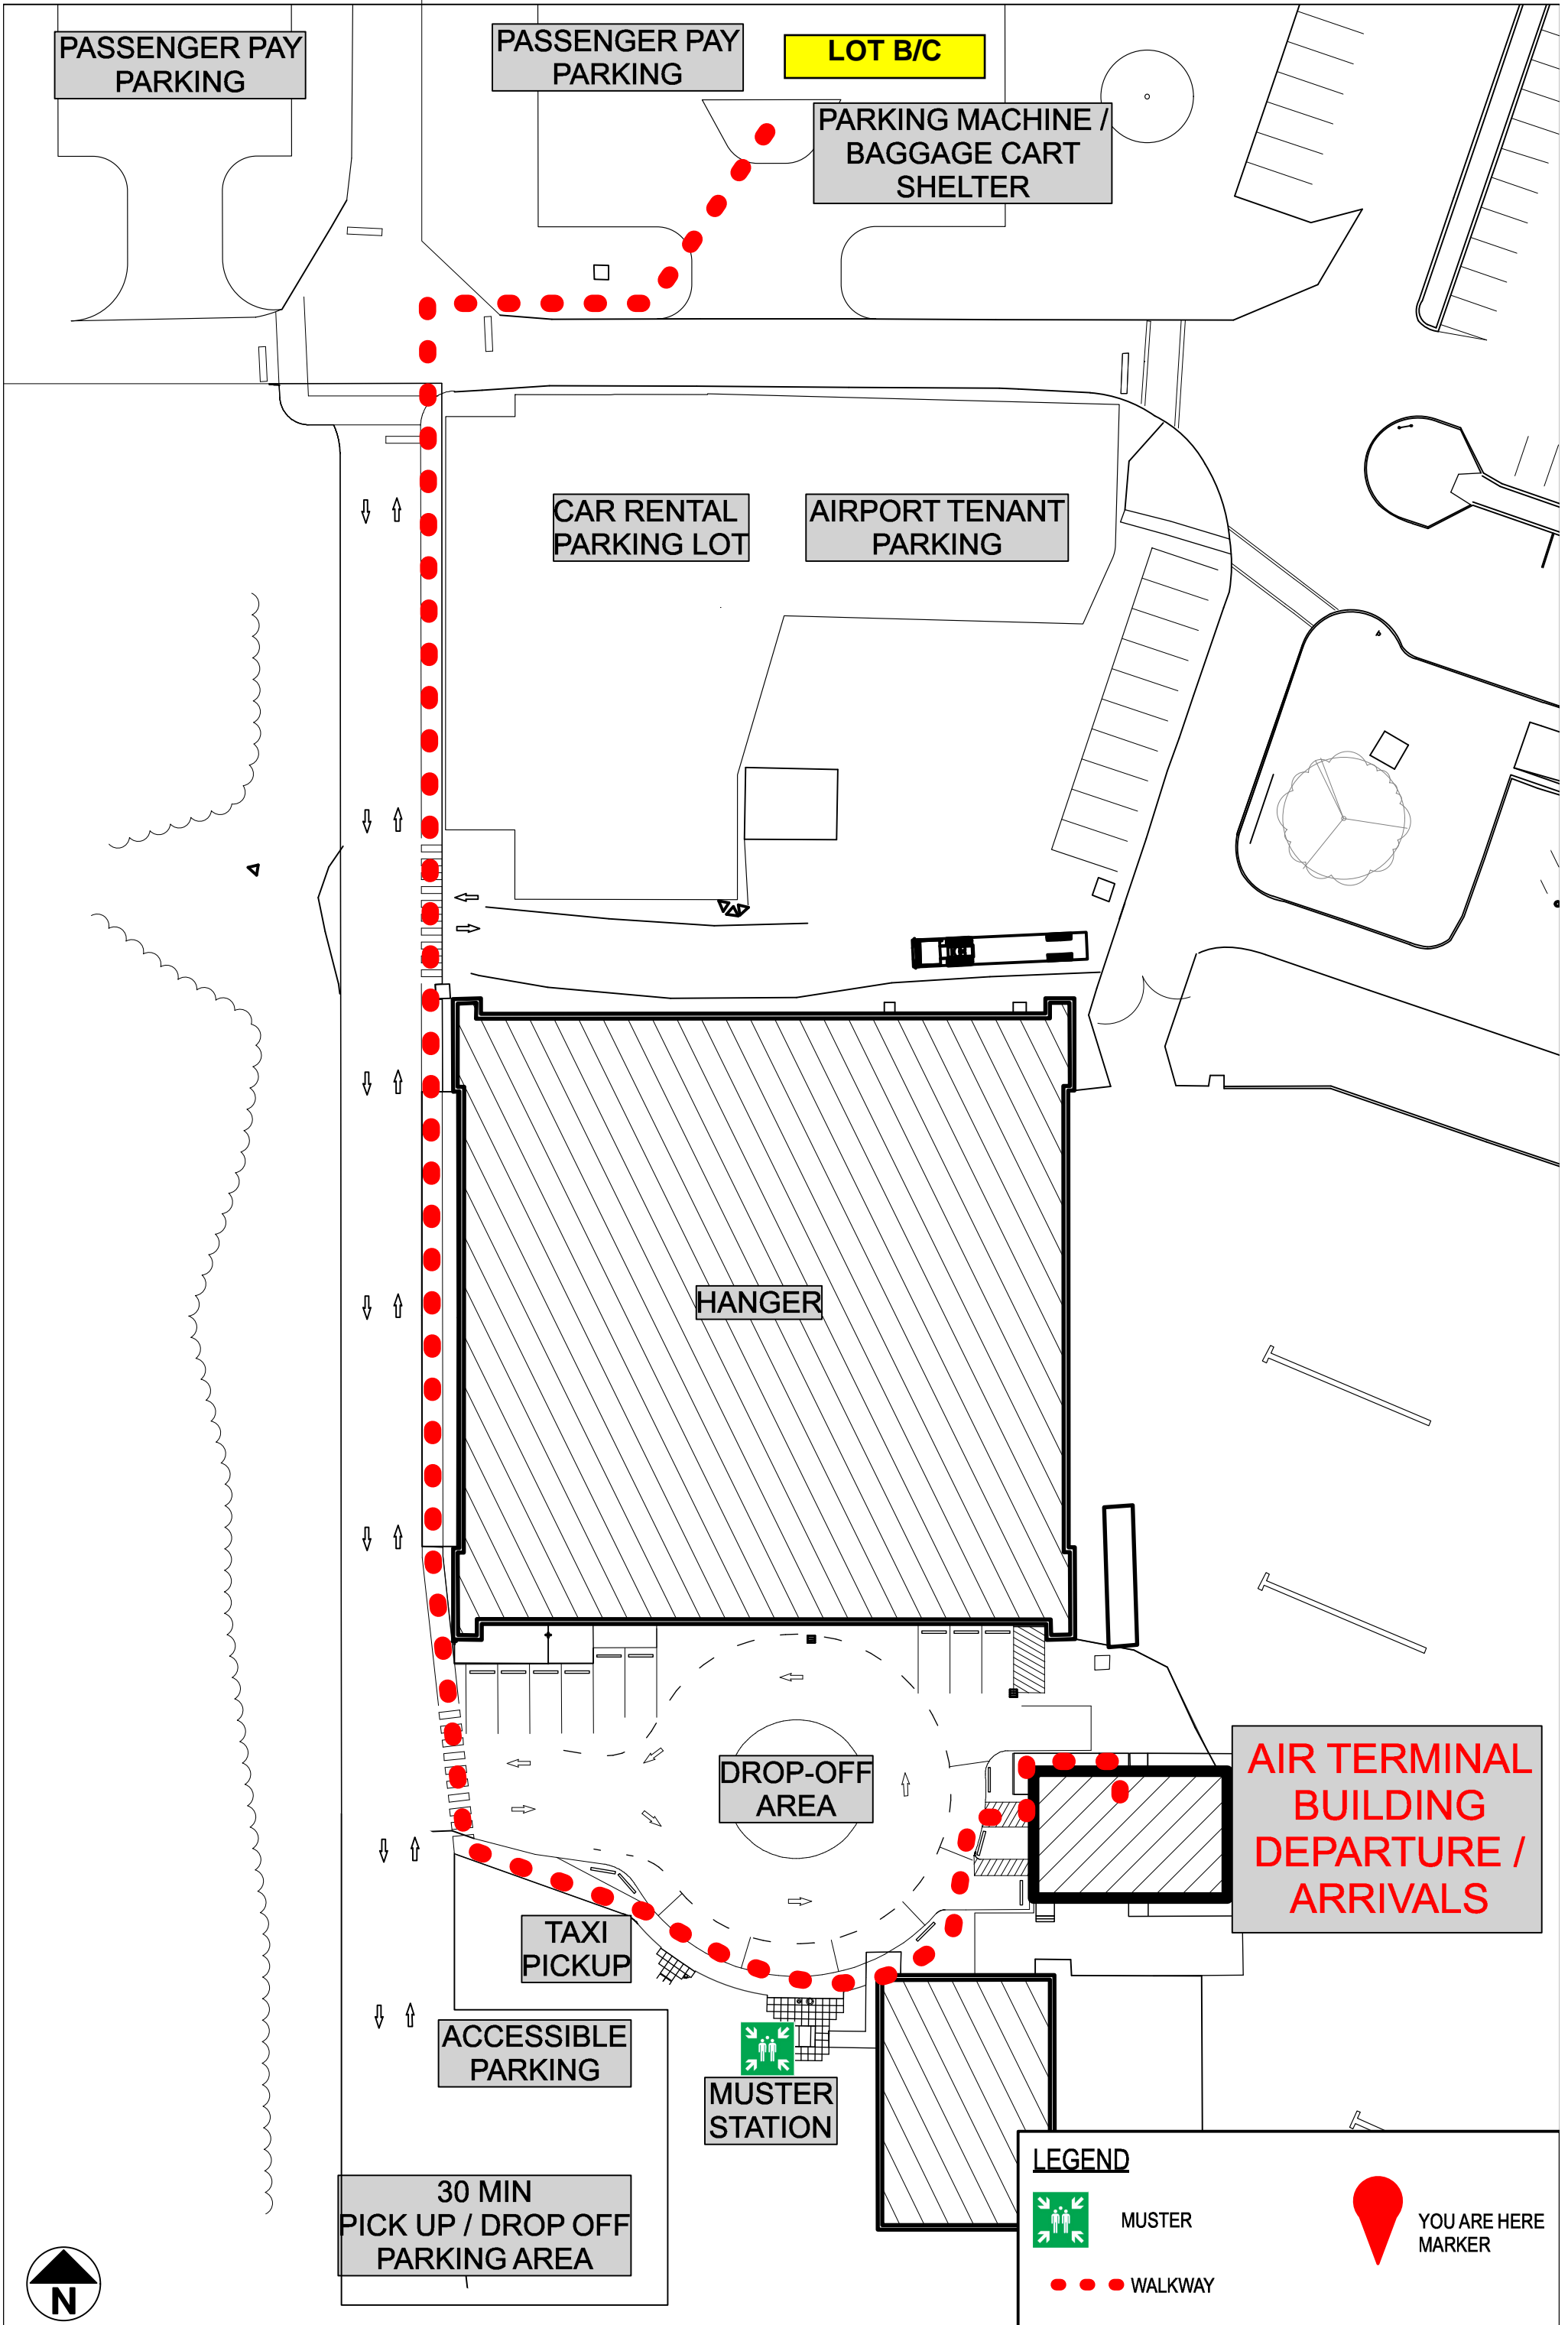 PASSENGER PAY
PARKING
PASSENGER PAY
PARKING
LOT B/C
PARKING MACHINE /
BAGGAGE CART
SHELTER
CAR RENTAL
PARKING LOT
AIRPORT TENANT
PARKING
HANGER
DROP-OFF
AREA
AIR TERMINAL
BUILDING
DEPARTURE /
ARRIVALS
TAXI
PICKUP
ACCESSIBLE
PARKING
MUSTER
STATION
30 MIN
PICK UP / DROP OFF
PARKING AREA
N
LEGEND
MUSTER
YOU ARE HERE
MARKER
WALKWAY